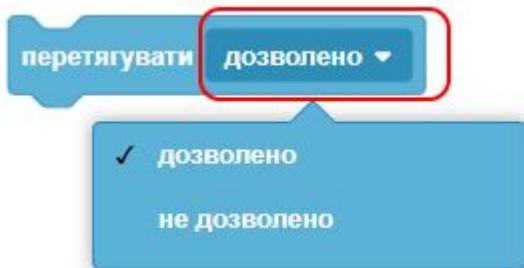 перетягувати дозволено
дозволено
не дозволено